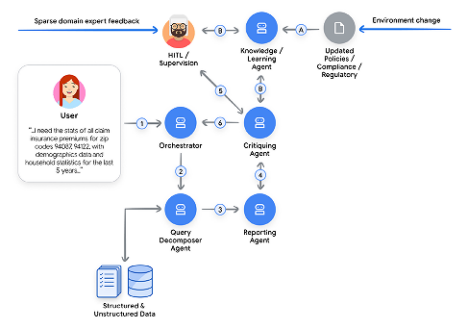 Sparse domain expert feedback
Environment change
B
A
HITL /
Supervision
Knowledge /
Learning
Agent
Updated
Policies /
Compliance /
Regulatory
User
"..I need the stats of all claim
insurance premiums for zip
codes 94087, 94122, with
demographics data and
household statistics for the last
5 years..."
5
B
1
6
Orchestrator
Critiquing
Agent
2
4
3
Query
Decomposer
Agent
Reporting
Agent
Structured &
Unstructured Data